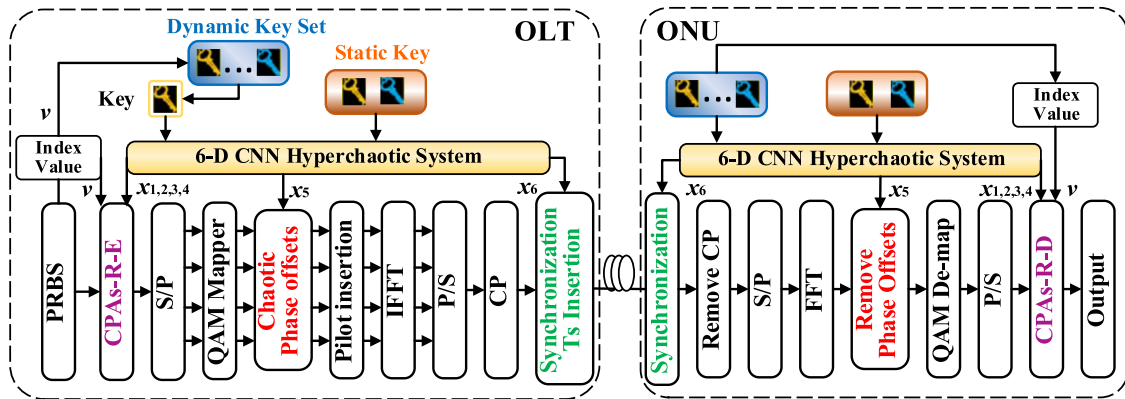 Dynamic Key Set
OLT
Static Key
...
Key
v
Index
Value
6-D CNN Hyperchaotic System
v
x1,2,3,4
x5
x6
PRBS
CPAs-R-E
S/P
QAM Mapper
Chaotic
Phase offsets
Pilot insertion
IFFT
P/S
CP
Synchronization
Ts Insertion
ONU
...
Index
Value
6-D CNN Hyperchaotic System
x6
x5
x1,2,3,4
v
Synchronization
Remove CP
S/P
FFT
Remove
Phase Offsets
QAM De-map
P/S
CPAs-R-D
Output